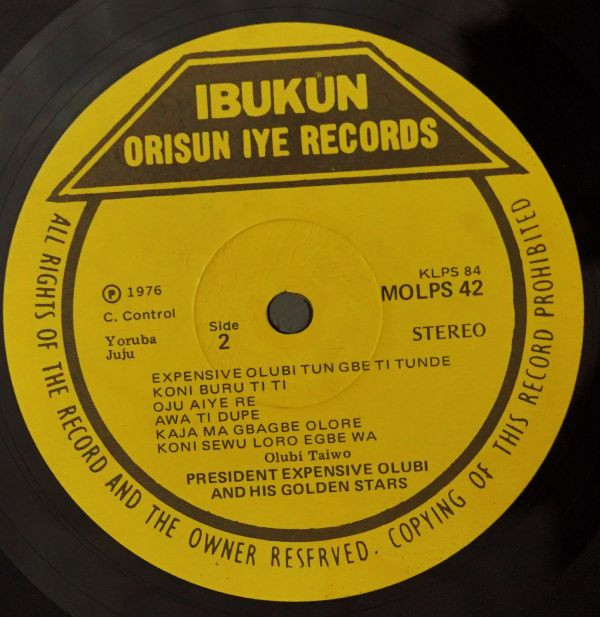 IBUKÙN
ORISUN IYE RECORDS
KLPS 84
MOLPS 42
Ⓟ 1976
C. Control
Yoruba
Juju
Side
2
STEREO
EXPENSIVE OLUBI TUN GBE TI TUNDE
KONI BURU TI TI
OJU AIYE RE
AWA TI DUPE
KAJA MA GBAGBE OLORE
KONI SEWU LORO EGBE WA
Olubi Taiwo
PRESIDENT EXPENSIVE OLUBI
AND HIS GOLDEN STARS
ALL RIGHTS OF THE RECORD AND THE OWNER RESFRVED. COPYING OF THIS RECORD PROHIBITED